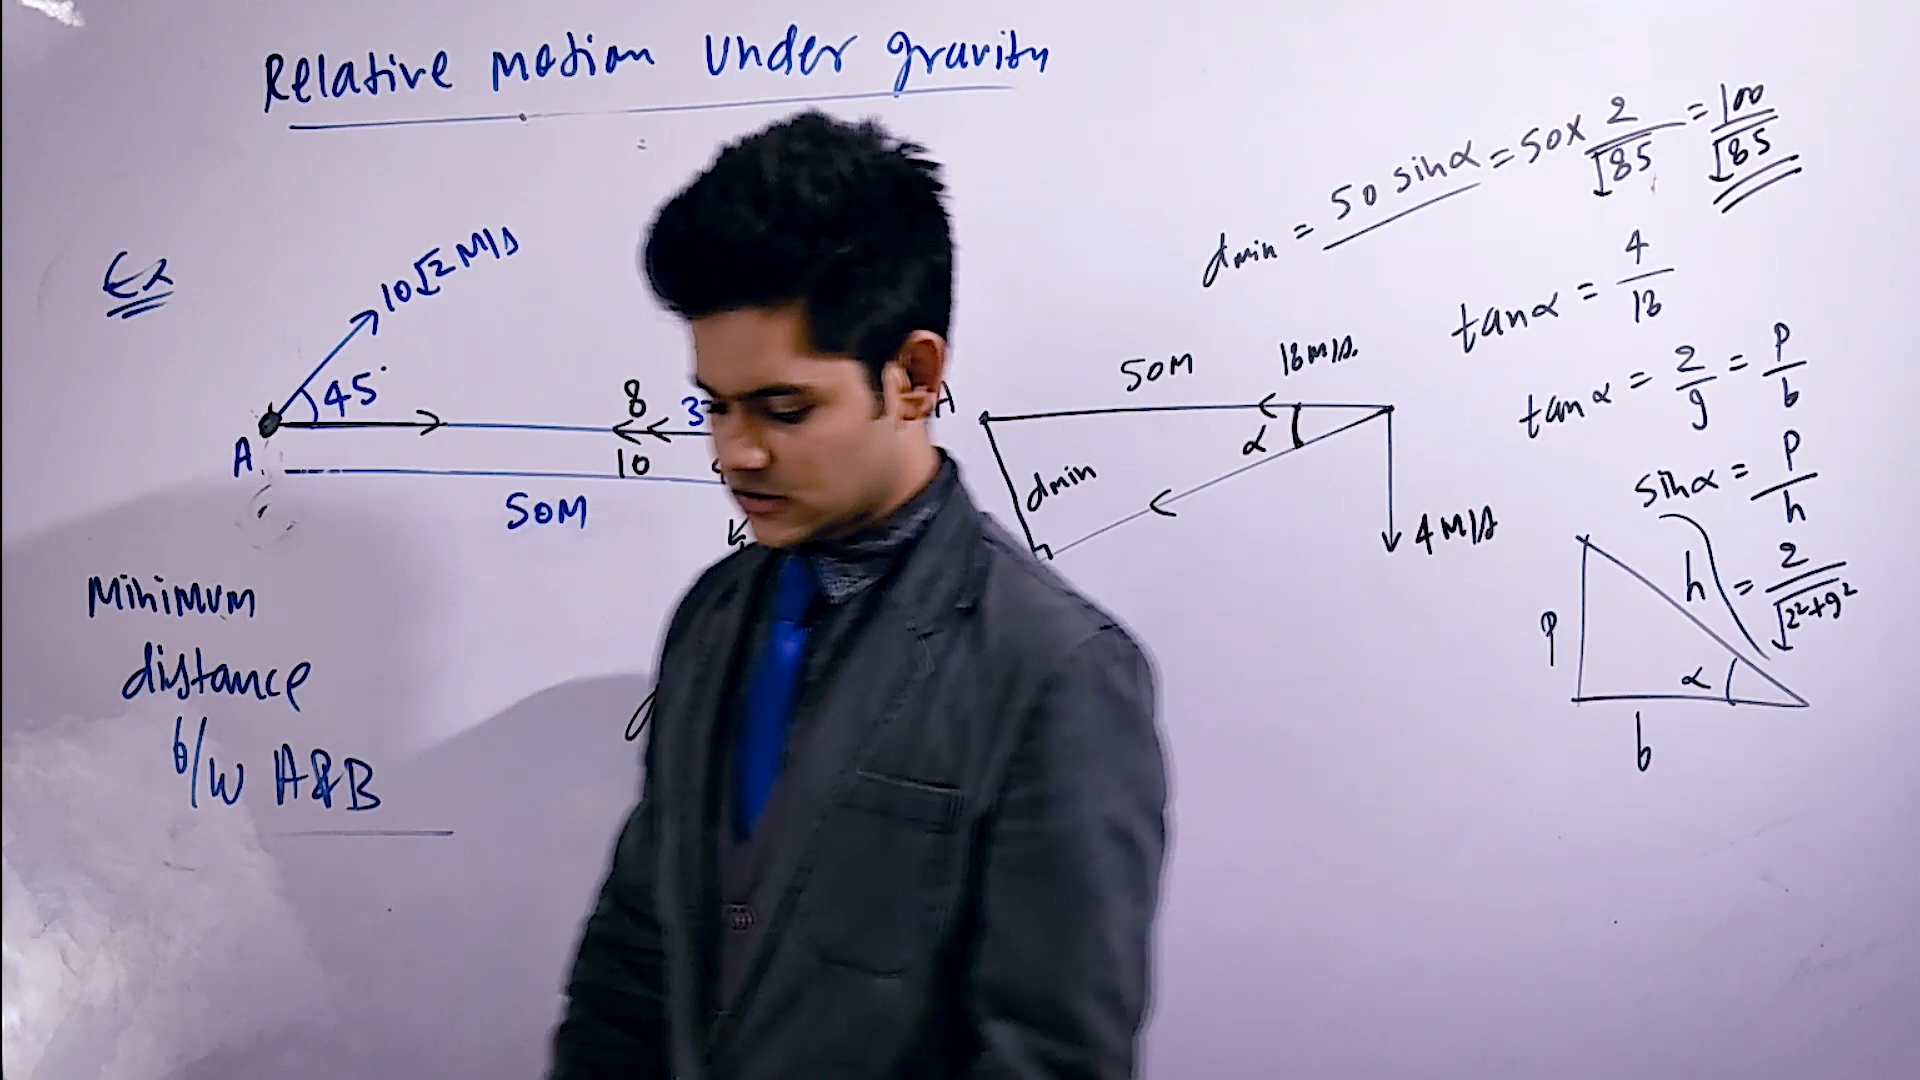 Relative motion under gravity
Ex
10√2 M/s
45°
A
8
10
50M
Minimum
distance
b/w A&B
A
50M
18M/s.
α
dmin
4 M/s
dmin = 50 sinα = 50 x 2/√85 = 100/√85
tanα = 4/18
tanα = 2/9 = P/b
sinα = P/h
= 2/√2²+9²
h
P
α
b